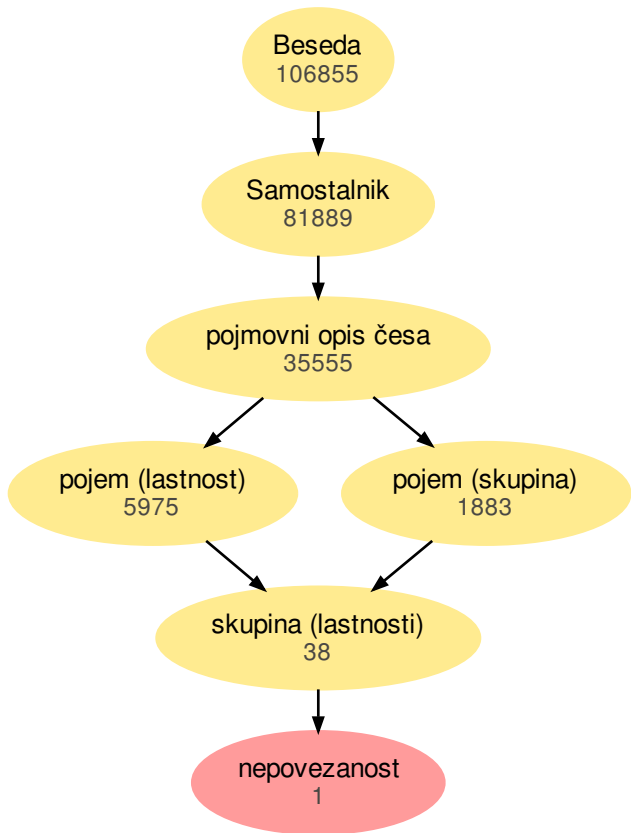 Beseda
106855
Samostalnik
81889
pojmovni opis česa
35555
pojem (lastnost)
5975
pojem (skupina)
1883
skupina (lastnosti)
38
nepovezanost
1